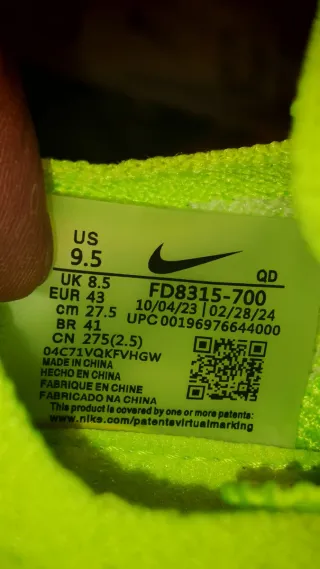 US
9.5
QD
UK 8.5
FD8315-700
EUR 43
10/04/23 | 02/28/24
cm 27.5
UPC 00196976644000
BR 41
CN 275(2.5)
04C71VQKFVHGW
MADE IN CHINA
HECHO EN CHINA
FABRIQUE EN CHINE
FABRICADO NA CHINA
This product is covered by one or more patents:
www.nike.com/patentsvirtualmarking